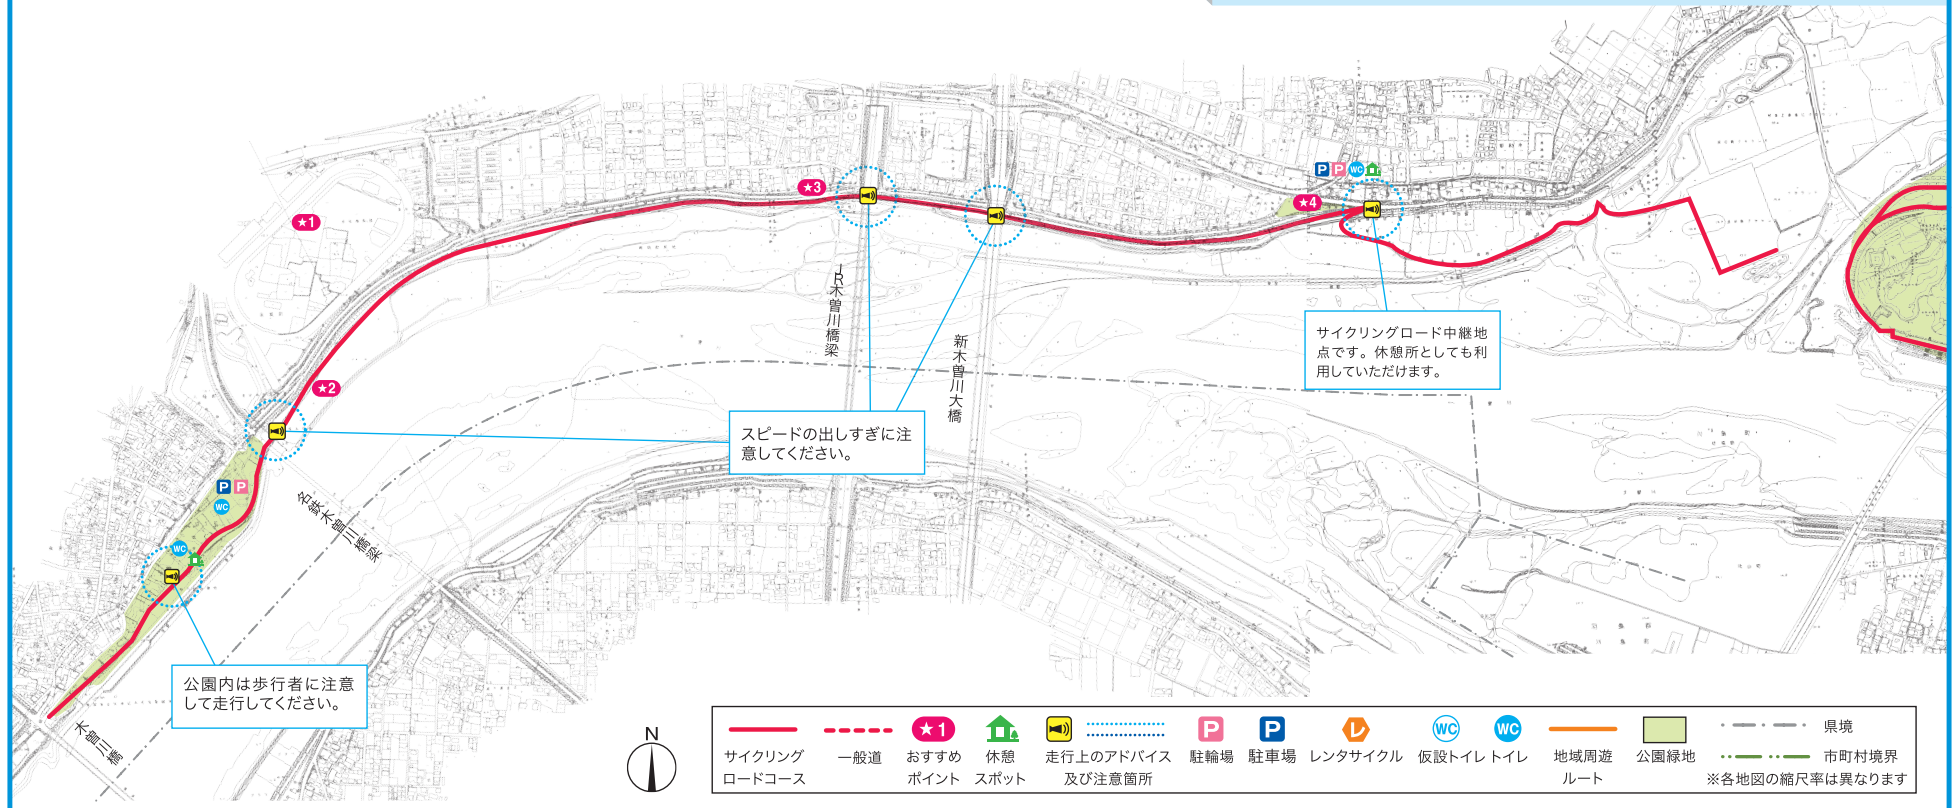 ★1
★2
★3
★4
P P WC
P P
WC
WC
JR木曽川橋梁
新木曽川大橋
名鉄木曽川橋梁
木曽川橋
サイクリングロード中継地
点です。休憩所としても利
用していただけます。
スピードの出しすぎに注
意してください。
公園内は歩行者に注意
して走行してください。
N
サイクリング
ロードコース
一般道
★1
おすすめ
ポイント
休憩
スポット
走行上のアドバイス
及び注意箇所
P
駐輪場
P
駐車場
レ
レンタサイクル
WC
仮設トイレ
WC
トイレ
地域周遊
ルート
公園緑地
県境
市町村境界
※各地図の縮尺率は異なります